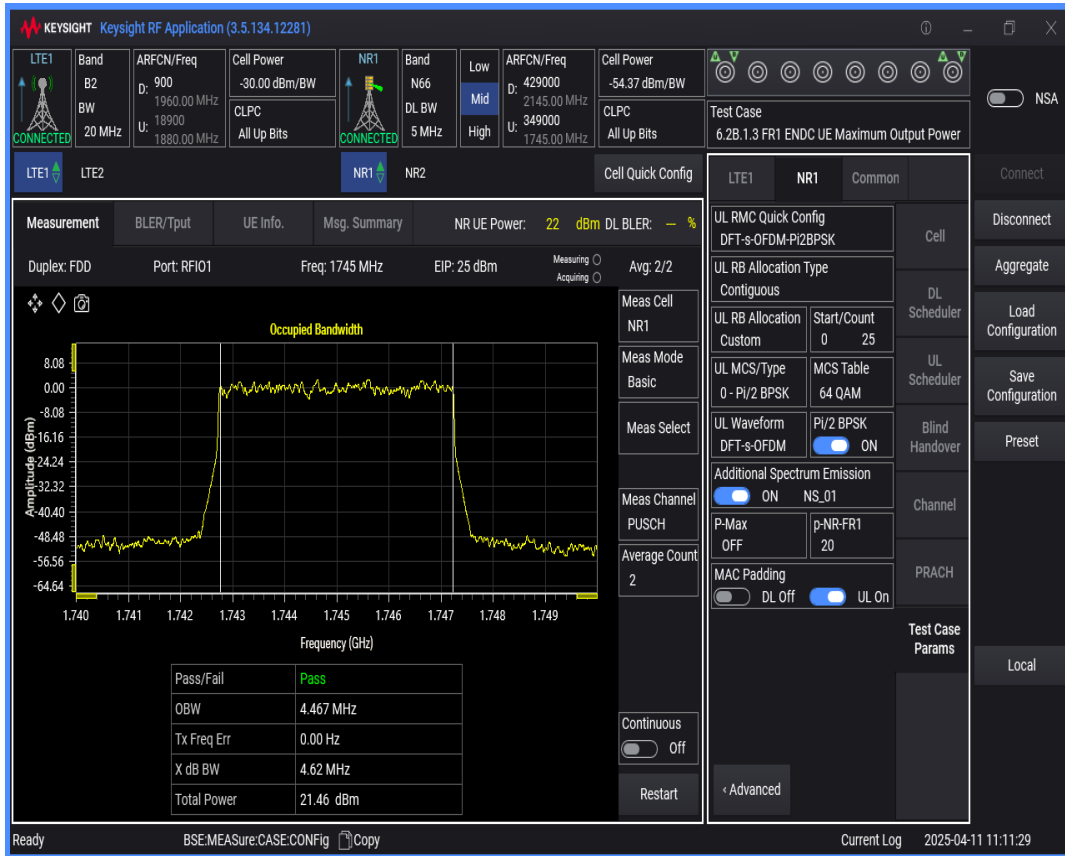 KEYSIGHT Keysight RF Application (3.5.134.12281)
LTE1 Band ARFCN/Freq Cell Power NR1 Band Low ARFCN/Freq Cell Power
B2 D: 900 -30.00 dBm/BW N66 D: 429000 -54.37 dBm/BW
1960.00 MHz 2145.00 MHz
BW CLPC DL BW Mid CLPC
U: 18900 U: 349000
CONNECTED 20 MHz 1880.00 MHz All Up Bits CONNECTED 5 MHz High 1745.00 MHz All Up Bits
Test Case
6.2B.1.3 FR1 ENDC UE Maximum Output Power
NSA
LTE1 LTE2 NR1 NR2 Cell Quick Config
LTE1 NR1 Common
Connect
Measurement BLER/Tput UE Info. Msg. Summary NR UE Power: 22 dBm DL BLER: — %
Duplex: FDD Port: RFIO1 Freq: 1745 MHz EIP: 25 dBm Measuring Avg: 2/2
Acquiring
Occupied Bandwidth
Amplitude (dBm)
8.08
0.00
-8.08
-16.16
-24.24
-32.32
-40.40
-48.48
-56.56
-64.64
1.740 1.741 1.742 1.743 1.744 1.745 1.746 1.747 1.748 1.749
Frequency (GHz)
Pass/Fail Pass
OBW 4.467 MHz
Tx Freq Err 0.00 Hz
X dB BW 4.62 MHz
Total Power 21.46 dBm
Meas Cell
NR1
Meas Mode
Basic
Meas Select
Meas Channel
PUSCH
Average Count
2
Continuous
Off
Restart
UL RMC Quick Config
DFT-s-OFDM-Pi2BPSK
UL RB Allocation Type
Contiguous
UL RB Allocation Start/Count
Custom 0 25
UL MCS/Type MCS Table
0 - Pi/2 BPSK 64 QAM
UL Waveform Pi/2 BPSK
DFT-s-OFDM ON
Additional Spectrum Emission
ON NS_01
P-Max p-NR-FR1
OFF 20
MAC Padding
DL Off UL On
‹ Advanced
Cell
DL
Scheduler
UL
Scheduler
Blind
Handover
Channel
PRACH
Test Case
Params
Disconnect
Aggregate
Load
Configuration
Save
Configuration
Preset
Local
Ready BSE:MEASure:CASE:CONFig Copy Current Log 2025-04-11 11:11:29